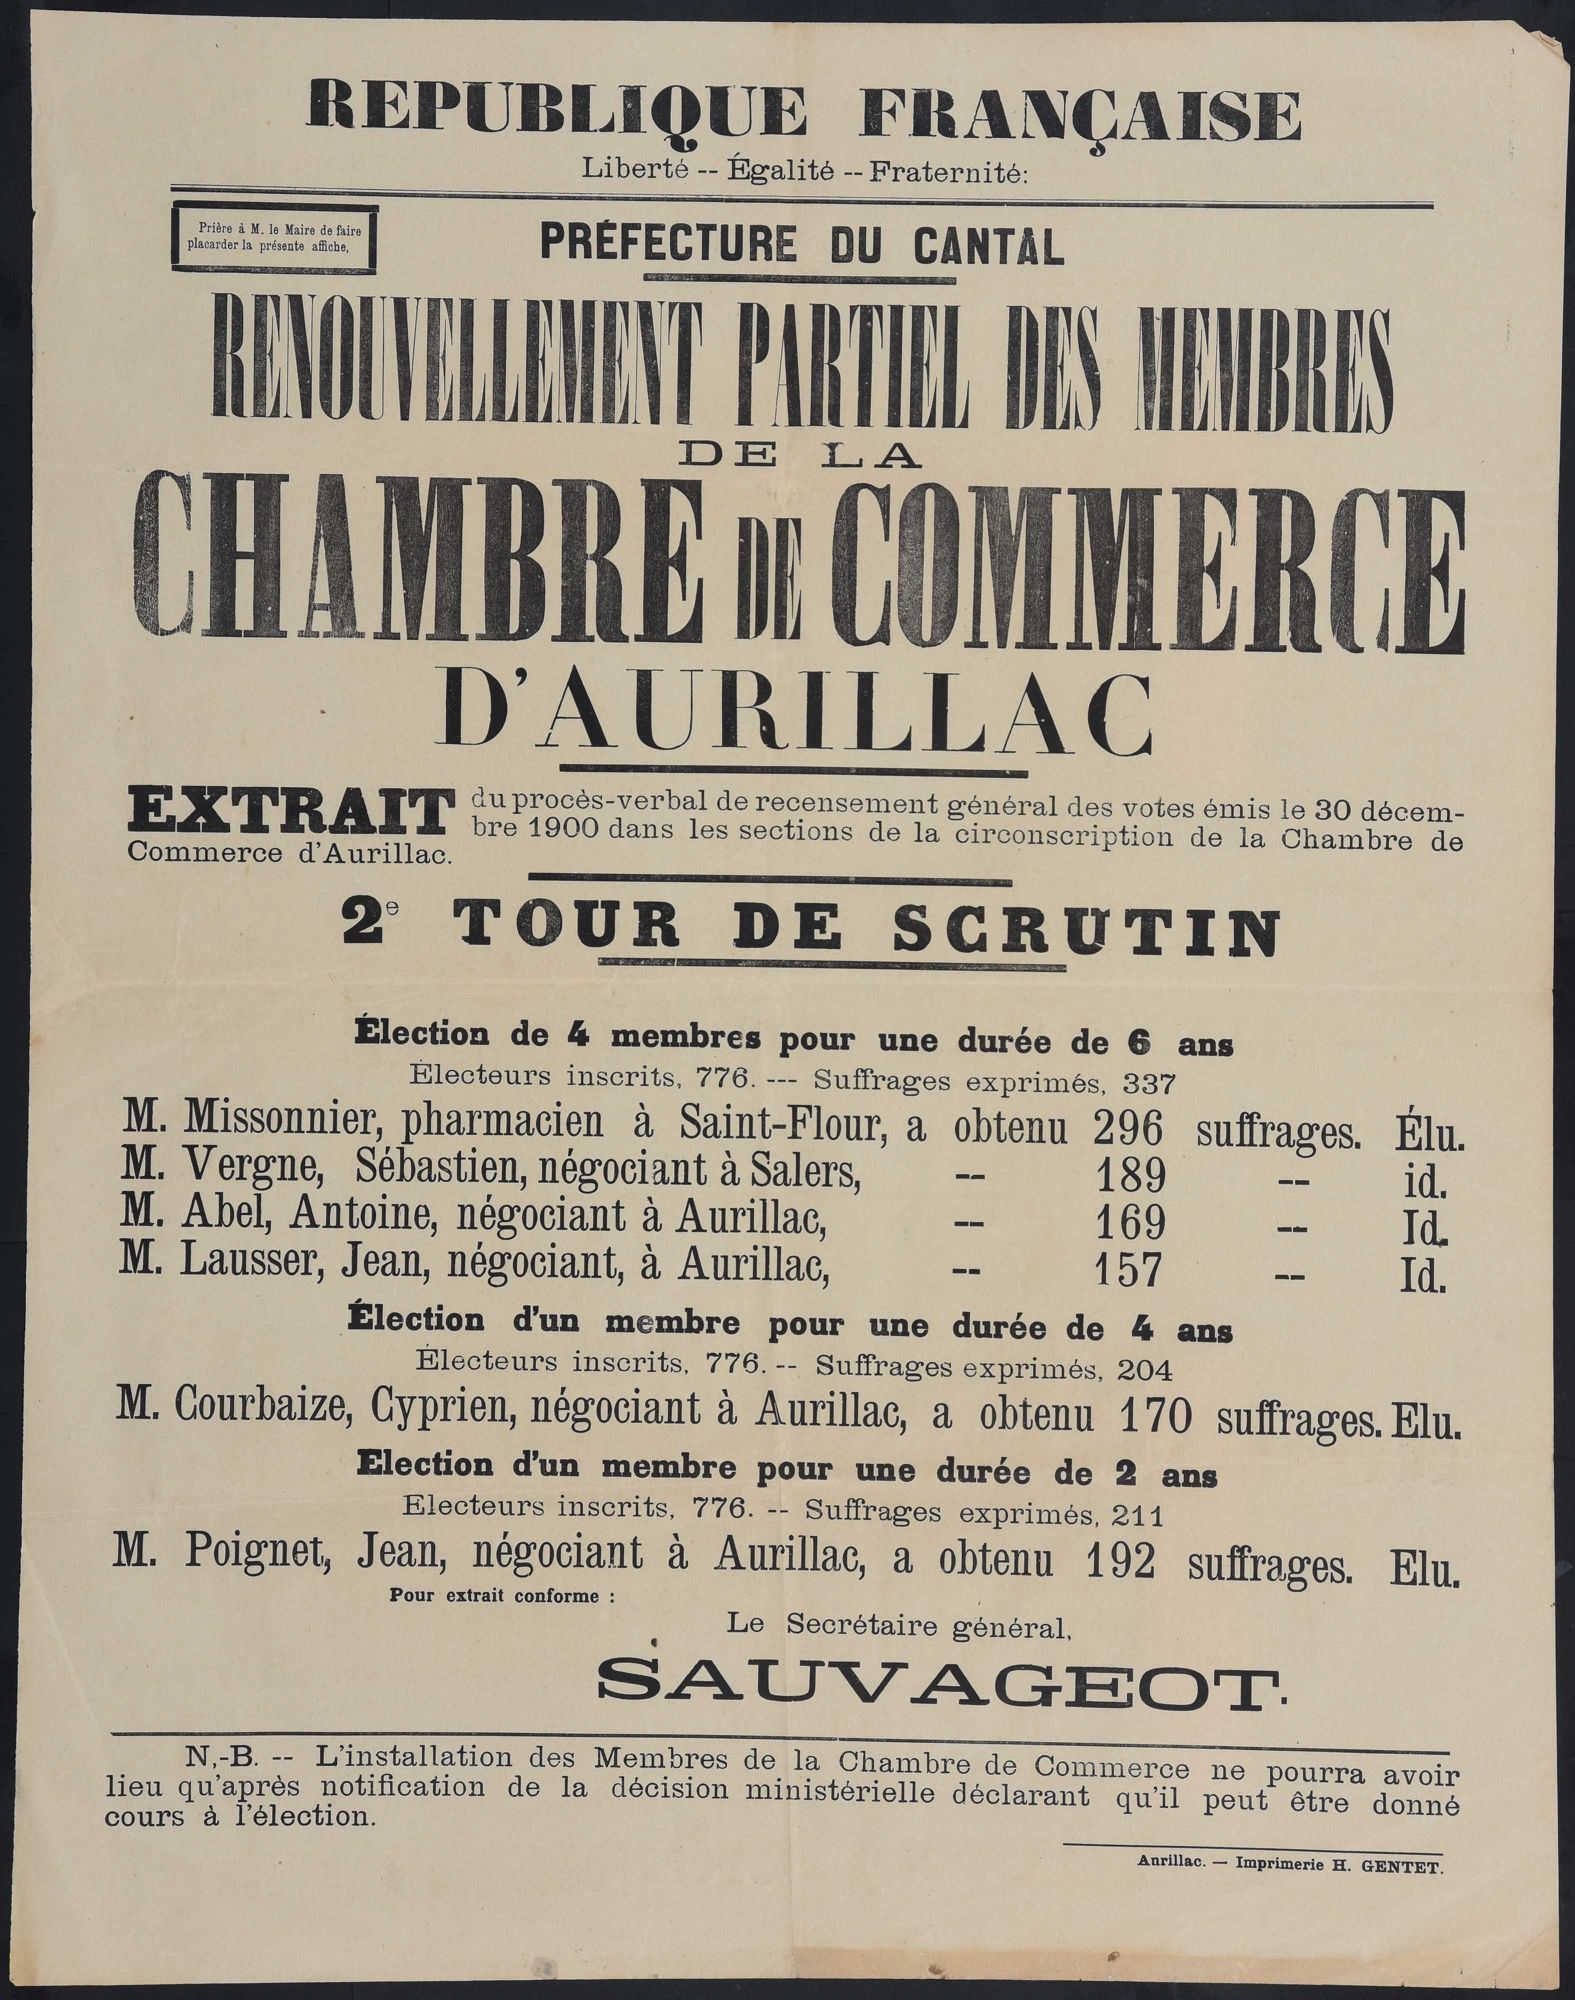 REPUBLIQUE FRANÇAISE
Liberté -- Égalité -- Fraternité:
Prière à M. le Maire de faire
placarder la présente affiche,
PRÉFECTURE DU CANTAL
RENOUVELLEMENT PARTIEL DES MEMBRES
DE LA
CHAMBRE DE COMMERCE
D'AURILLAC
EXTRAIT du procès-verbal de recensement général des votes émis le 30 décem-
bre 1900 dans les sections de la circonscription de la Chambre de
Commerce d'Aurillac.
2e TOUR DE SCRUTIN
Élection de 4 membres pour une durée de 6 ans
Électeurs inscrits, 776. --- Suffrages exprimés, 337
M. Missonnier, pharmacien à Saint-Flour, a obtenu 296 suffrages. Élu.
M. Vergne, Sébastien, négociant à Salers, -- 189 -- id.
M. Abel, Antoine, négociant à Aurillac, -- 169 -- Id.
M. Lausser, Jean, négociant, à Aurillac, -- 157 -- Id.
Élection d'un membre pour une durée de 4 ans
Électeurs inscrits, 776. -- Suffrages exprimés, 204
M. Courbaize, Cyprien, négociant à Aurillac, a obtenu 170 suffrages. Elu.
Election d'un membre pour une durée de 2 ans
Electeurs inscrits, 776. -- Suffrages exprimés, 211
M. Poignet, Jean, négociant à Aurillac, a obtenu 192 suffrages. Elu.
Pour extrait conforme :
Le Secrétaire général,
SAUVAGEOT.
N,-B. -- L'installation des Membres de la Chambre de Commerce ne pourra avoir
lieu qu'après notification de la décision ministérielle déclarant qu'il peut être donné
cours à l'élection.
Anrillac. — Imprimerie H. GENTET.